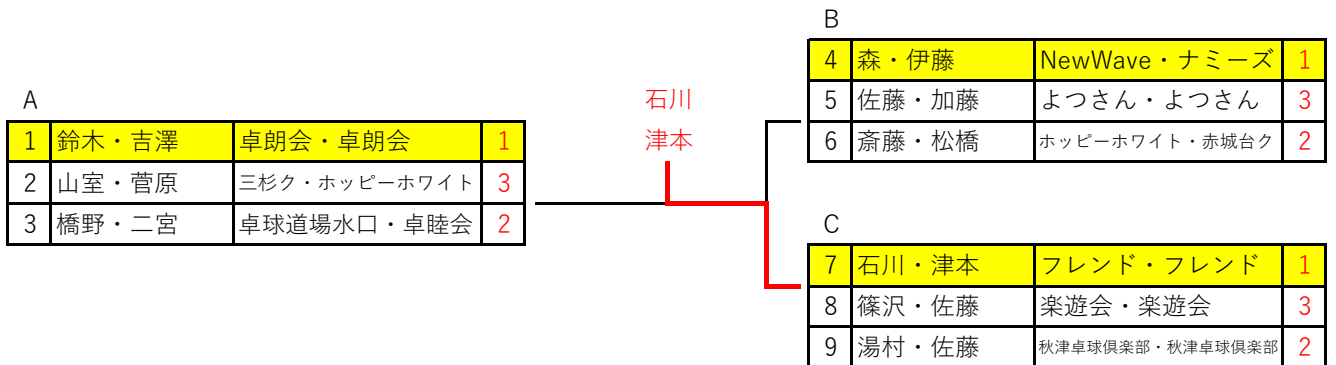 A
1 鈴木・吉澤 卓朗会・卓朗会 1
2 山室・菅原 三杉ク・ホッピーホワイト 3
3 橋野・二宮 卓球道場水口・卓睦会 2
石川
津本
B
4 森・伊藤 NewWave・ナミーズ 1
5 佐藤・加藤 よつさん・よつさん 3
6 斎藤・松橋 ホッピーホワイト・赤城台ク 2
C
7 石川・津本 フレンド・フレンド 1
8 篠沢・佐藤 楽遊会・楽遊会 3
9 湯村・佐藤 秋津卓球倶楽部・秋津卓球倶楽部 2